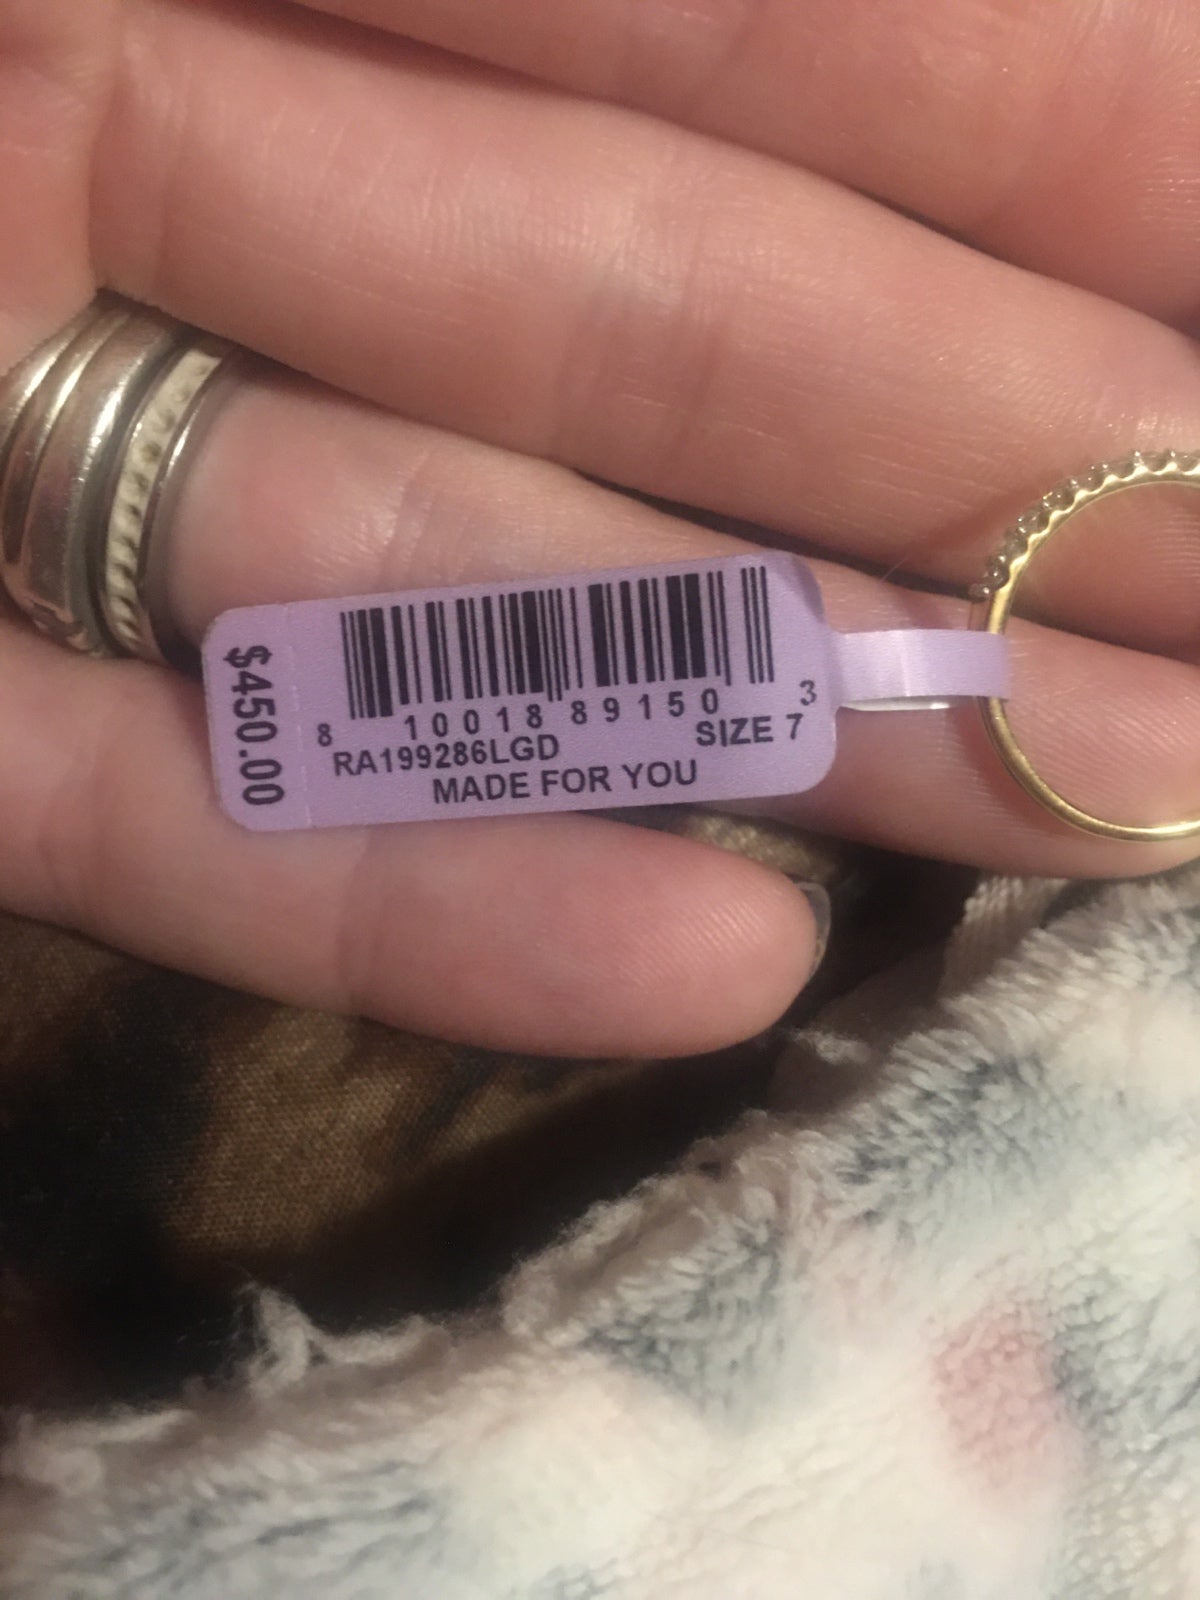 $450.00
8 10018 89150 3
RA199286LGD SIZE 7
MADE FOR YOU